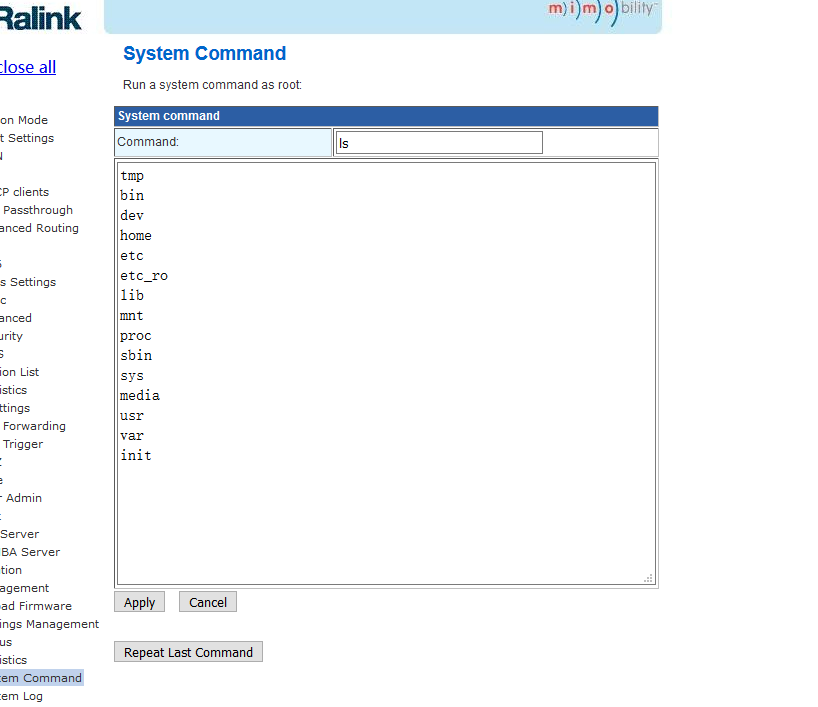 Ralink
m)i)m)o)bility™
close all
System Command
Run a system command as root:
System command
Command:
ls
tmp
bin
dev
home
etc
etc_ro
lib
mnt
proc
sbin
sys
media
usr
var
init
Apply Cancel
Repeat Last Command
on Mode
t Settings
N
CP clients
Passthrough
anced Routing
s Settings
c
anced
urity
S
ion List
istics
ttings
Forwarding
Trigger
Z
e
r Admin
t
Server
BA Server
tion
agement
ad Firmware
ings Management
us
istics
tem Command
tem Log